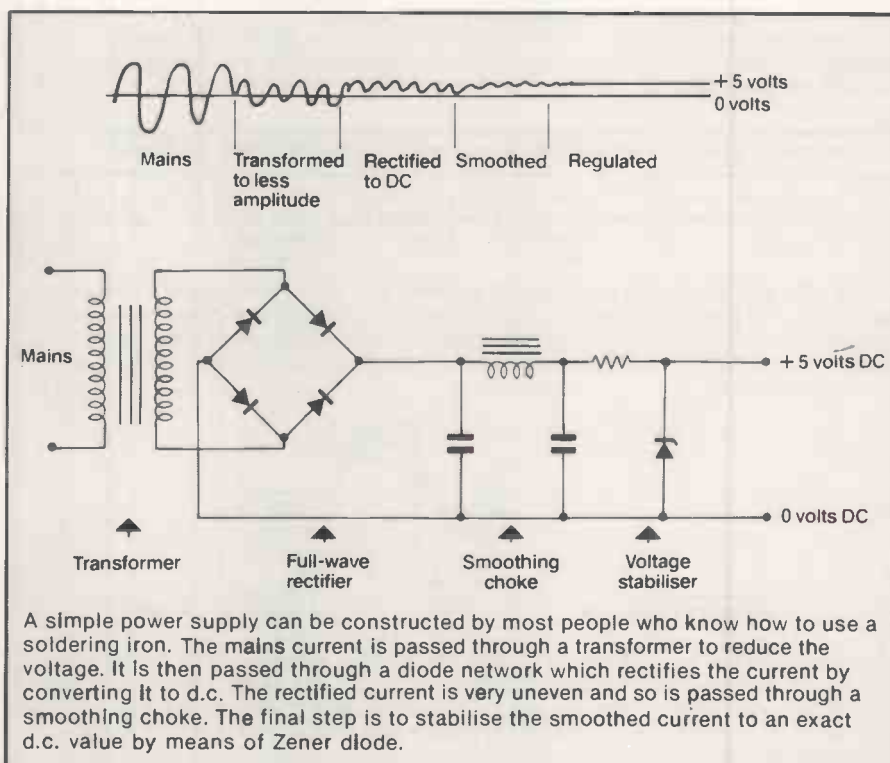 + 5 volts
0 volts
Mains
Transformed
to less
amplitude
Rectified
to DC
Smoothed
Regulated
Mains
+ 5 volts DC
0 volts DC
Transformer
Full-wave
rectifier
Smoothing
choke
Voltage
stabiliser
A simple power supply can be constructed by most people who know how to use a
soldering iron. The mains current is passed through a transformer to reduce the
voltage. It is then passed through a diode network which rectifies the current by
converting it to d.c. The rectified current is very uneven and so is passed through a
smoothing choke. The final step is to stabilise the smoothed current to an exact
d.c. value by means of Zener diode.